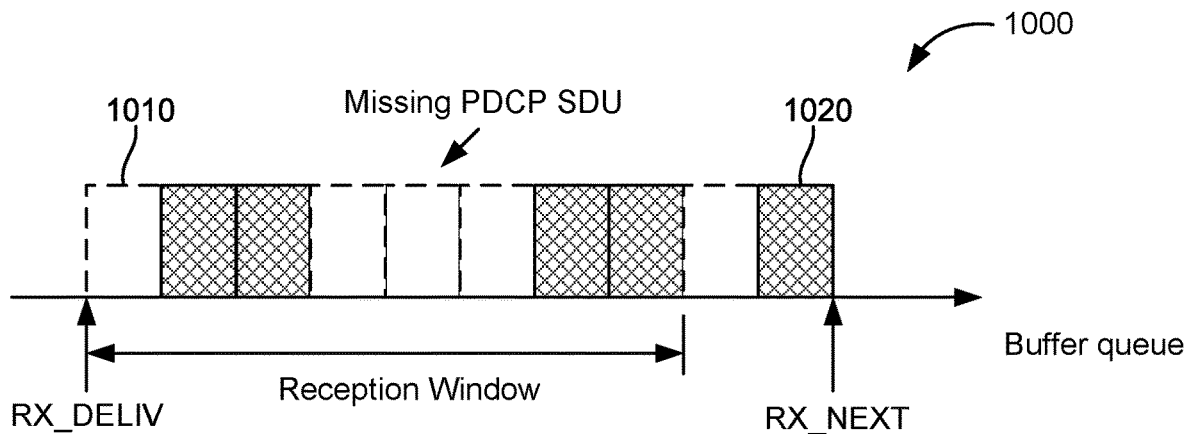 1000
Missing PDCP SDU
1010
1020
Buffer queue
Reception Window
RX_DELIV
RX_NEXT